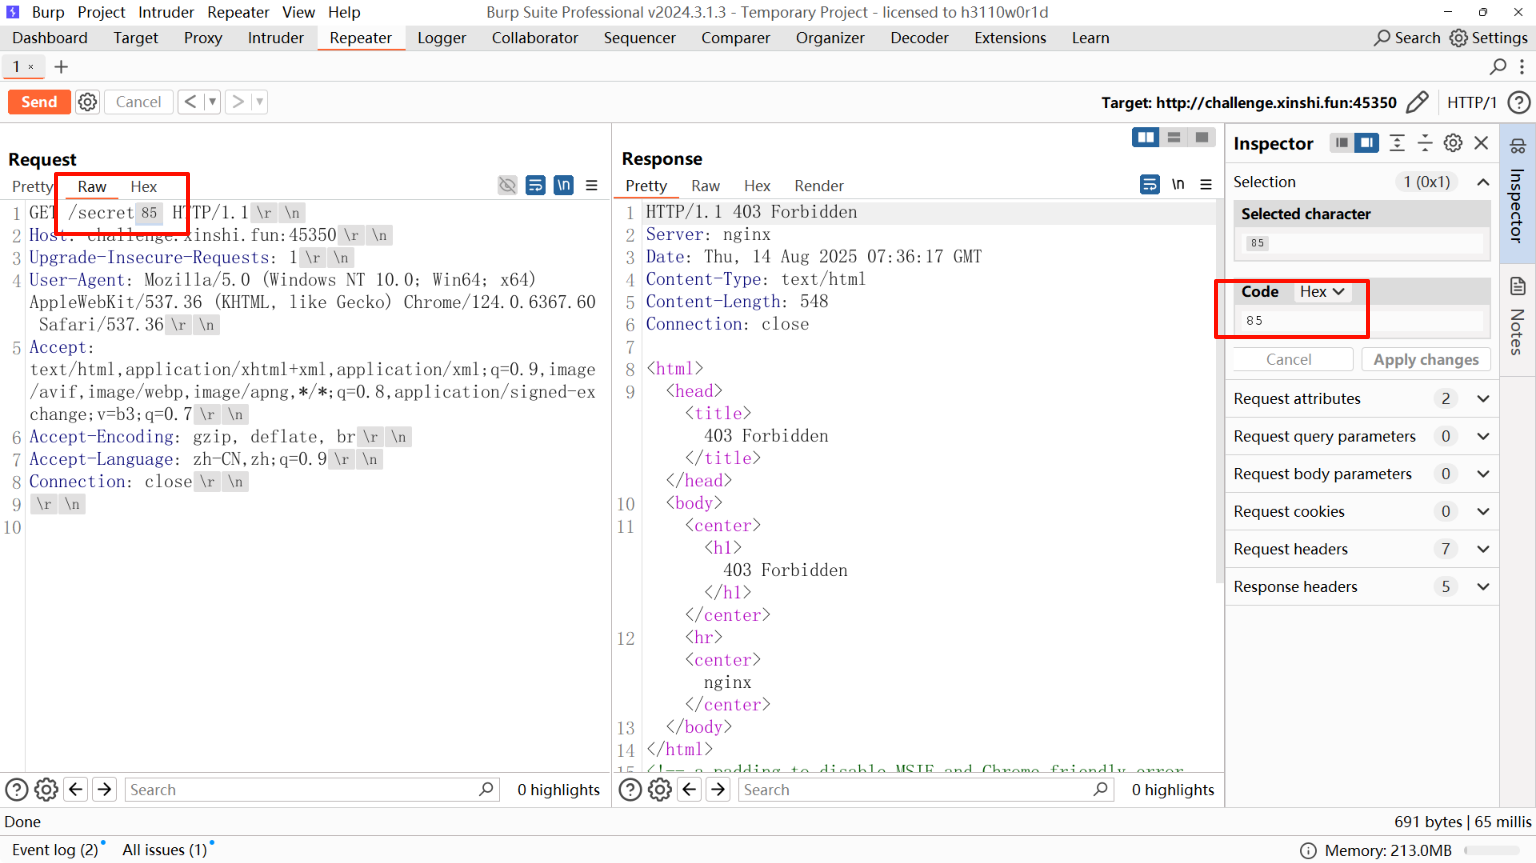 Burp Project Intruder Repeater View Help Burp Suite Professional v2024.3.1.3 - Temporary Project - licensed to h3110w0r1d
Dashboard Target Proxy Intruder Repeater Logger Collaborator Sequencer Comparer Organizer Decoder Extensions Learn Search Settings
1 ×
Send Cancel Target: http://challenge.xinshi.fun:45350 HTTP/1
Request
Pretty Raw Hex \n
1 GET /secret85 HTTP/1.1\r \n
2 Host: challenge.xinshi.fun:45350\r \n
3 Upgrade-Insecure-Requests: 1\r \n
4 User-Agent: Mozilla/5.0 (Windows NT 10.0; Win64; x64)
AppleWebKit/537.36 (KHTML, like Gecko) Chrome/124.0.6367.60
Safari/537.36\r \n
5 Accept:
text/html,application/xhtml+xml,application/xml;q=0.9,image
/avif,image/webp,image/apng,*/*;q=0.8,application/signed-ex
change;v=b3;q=0.7\r \n
6 Accept-Encoding: gzip, deflate, br\r \n
7 Accept-Language: zh-CN,zh;q=0.9\r \n
8 Connection: close\r \n
9 \r \n
10
Search 0 highlights
Response
Pretty Raw Hex Render \n
1 HTTP/1.1 403 Forbidden
2 Server: nginx
3 Date: Thu, 14 Aug 2025 07:36:17 GMT
4 Content-Type: text/html
5 Content-Length: 548
6 Connection: close
7
8 <html>
9 <head>
<title>
403 Forbidden
</title>
</head>
10 <body>
11 <center>
<h1>
403 Forbidden
</h1>
</center>
12 <hr>
<center>
nginx
</center>
13 </body>
14 </html>
15 <!-- a padding to disable MSIE and Chrome friendly error
Search 0 highlights
Inspector
Selection 1 (0x1)
Selected character
85
Code Hex
85
Cancel Apply changes
Request attributes 2
Request query parameters 0
Request body parameters 0
Request cookies 0
Request headers 7
Response headers 5
Inspector
Notes
Done 691 bytes | 65 millis
Event log (2) All issues (1) Memory: 213.0MB